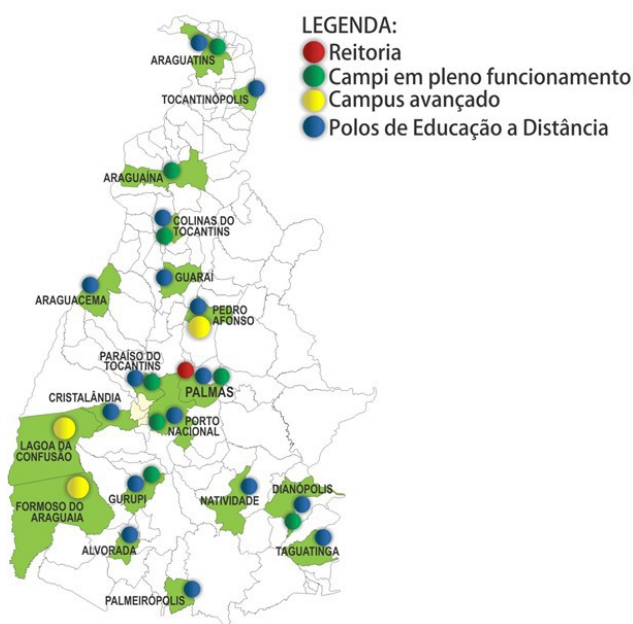 LEGENDA:
Reitoria
Campi em pleno funcionamento
Campus avançado
Polos de Educação a Distância
ARAGUATINS
TOCANTINÓPOLIS
ARAGUAÍNA
COLINAS DO
TOCANTINS
GUARAÍ
ARAGUACEMA
PEDRO
AFONSO
PARAÍSO DO
TOCANTINS
PALMAS
CRISTALÂNDIA
PORTO
NACIONAL
LAGOA DA
CONFUSÃO
FORMOSO DO
ARAGUAIA
GURUPI
NATIVIDADE
DIANÓPOLIS
ALVORADA
TAGUATINGA
PALMEIRÓPOLIS